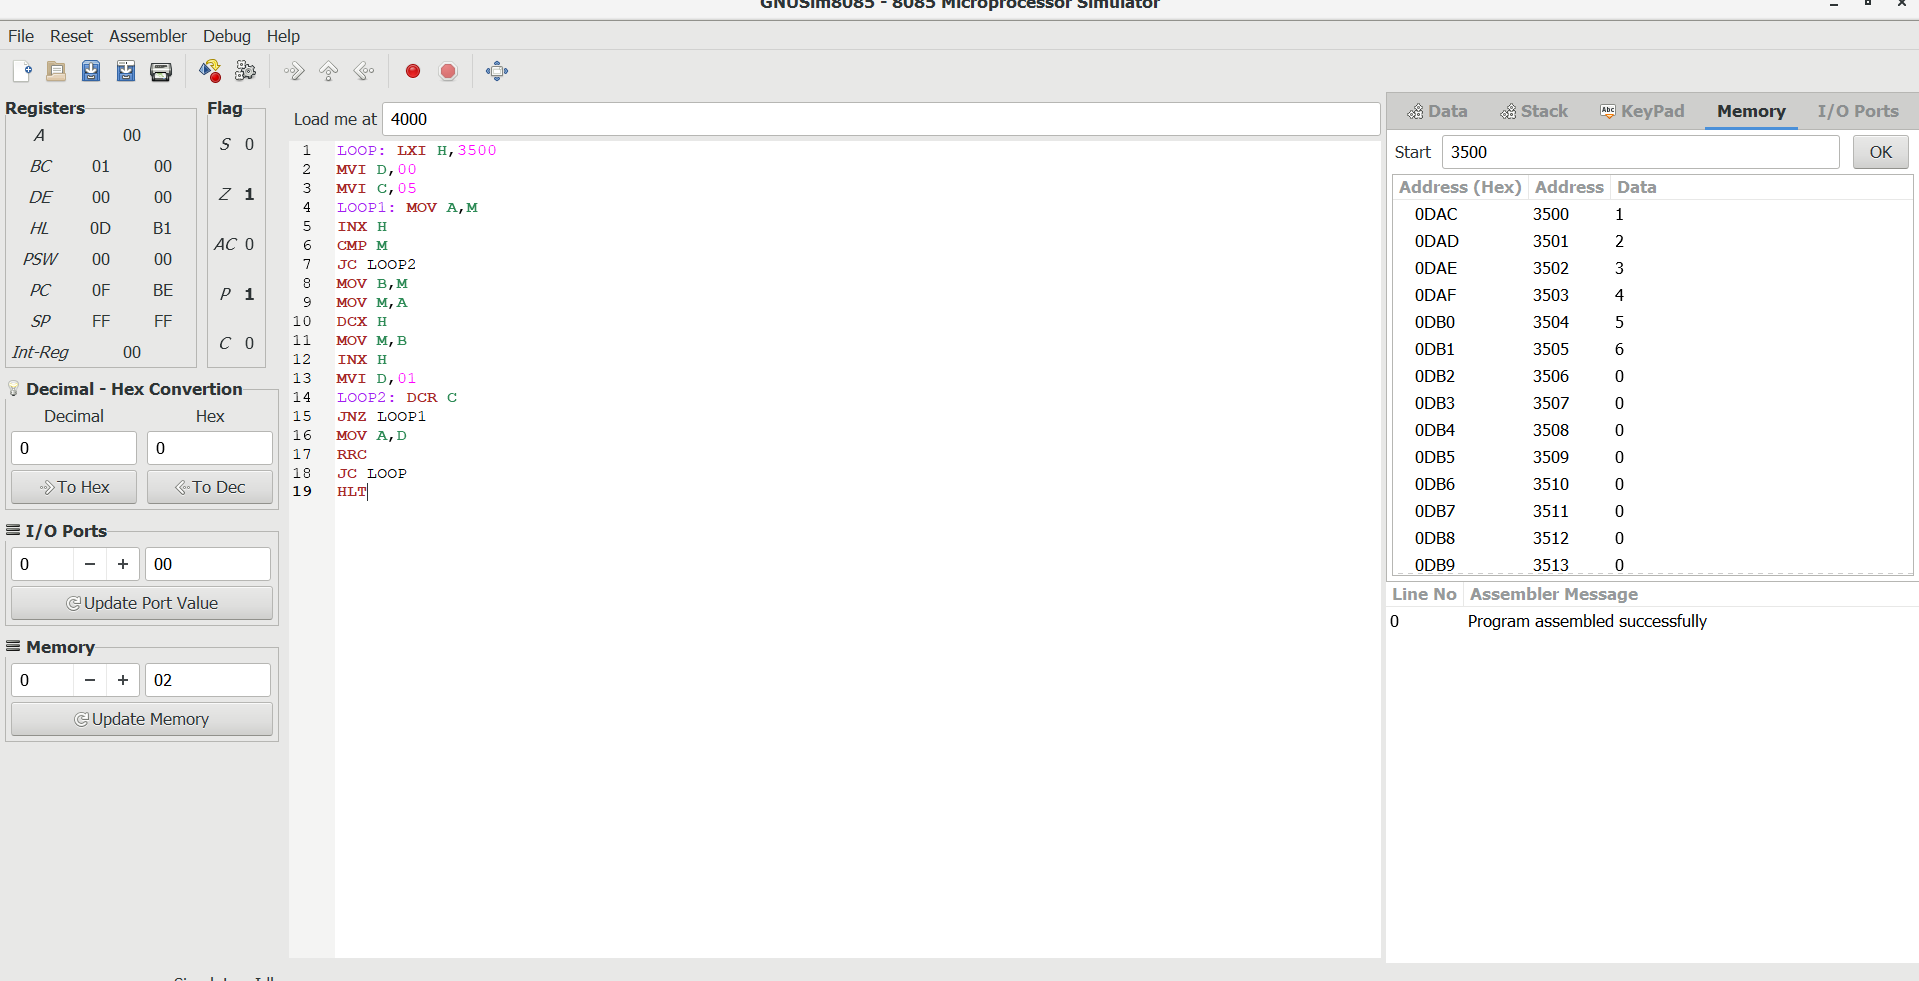 GNUSim8085 - 8085 Microprocessor Simulator
File Reset Assembler Debug Help
Registers
A 00
BC 01 00
DE 00 00
HL 0D B1
PSW 00 00
PC 0F BE
SP FF FF
Int-Reg 00
Flag
S 0
Z 1
AC 0
P 1
C 0
Decimal - Hex Convertion
Decimal Hex
0 0
To Hex To Dec
I/O Ports
0 − + 00
Update Port Value
Memory
0 − + 02
Update Memory
Load me at 4000
1 LOOP: LXI H,3500
2 MVI D,00
3 MVI C,05
4 LOOP1: MOV A,M
5 INX H
6 CMP M
7 JC LOOP2
8 MOV B,M
9 MOV M,A
10 DCX H
11 MOV M,B
12 INX H
13 MVI D,01
14 LOOP2: DCR C
15 JNZ LOOP1
16 MOV A,D
17 RRC
18 JC LOOP
19 HLT
Data Stack Abc KeyPad Memory I/O Ports
Start 3500 OK
Address (Hex) Address Data
0DAC 3500 1
0DAD 3501 2
0DAE 3502 3
0DAF 3503 4
0DB0 3504 5
0DB1 3505 6
0DB2 3506 0
0DB3 3507 0
0DB4 3508 0
0DB5 3509 0
0DB6 3510 0
0DB7 3511 0
0DB8 3512 0
0DB9 3513 0
Line No Assembler Message
0 Program assembled successfully